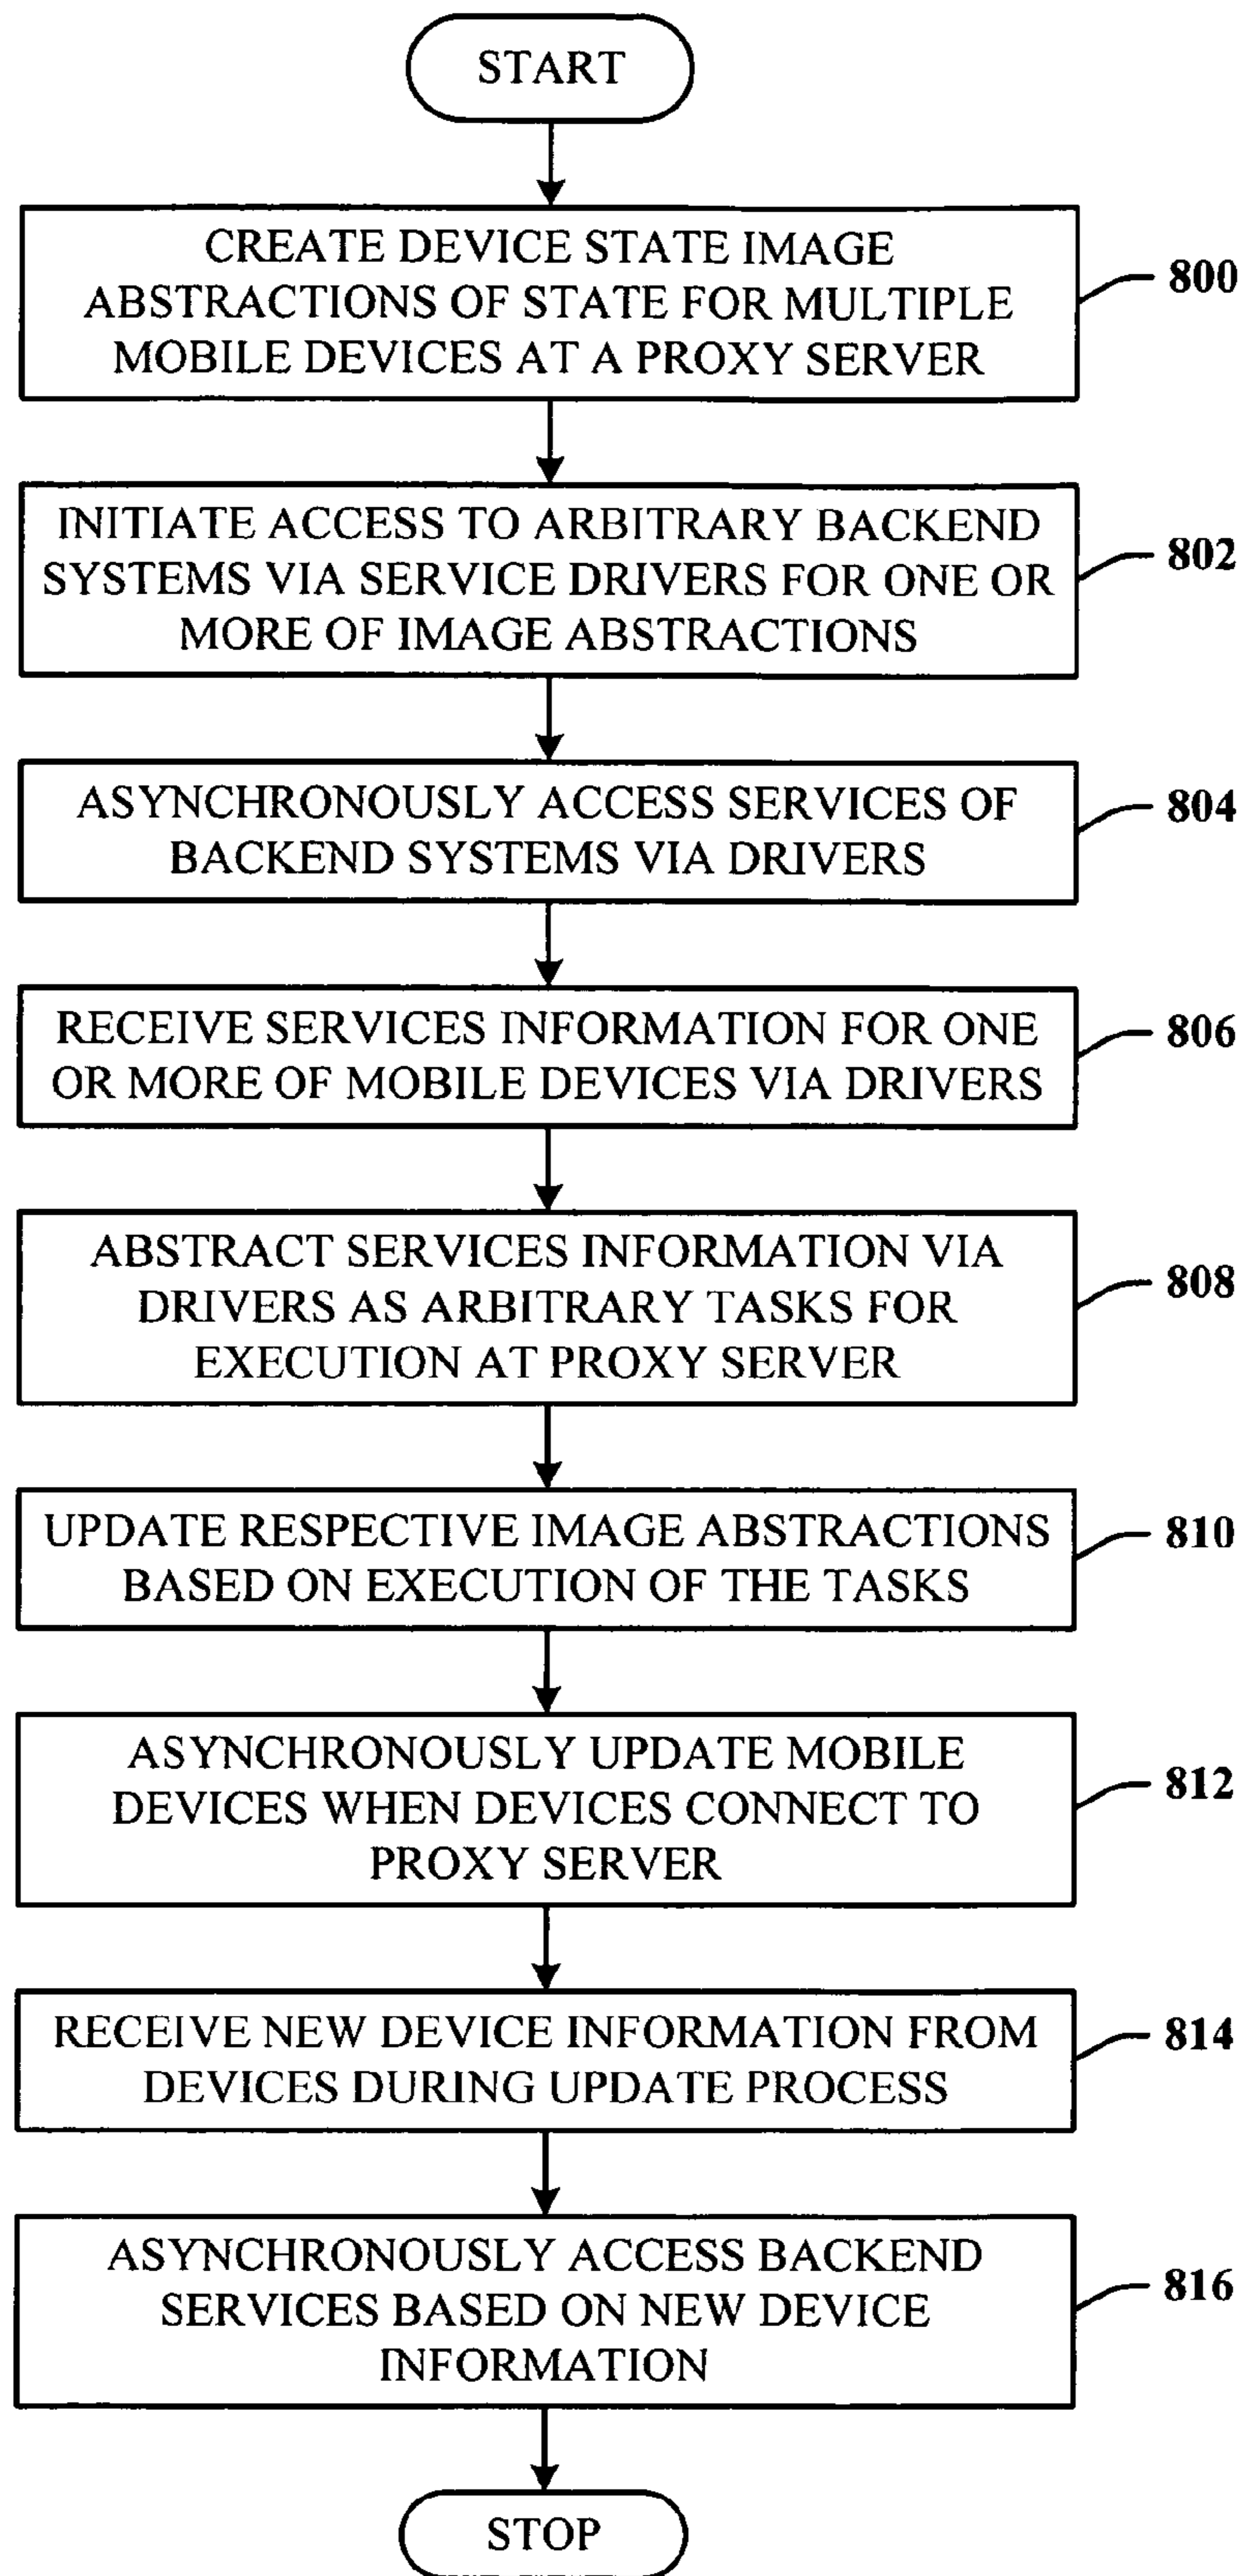 START
CREATE DEVICE STATE IMAGE
ABSTRACTIONS OF STATE FOR MULTIPLE
MOBILE DEVICES AT A PROXY SERVER
800
INITIATE ACCESS TO ARBITRARY BACKEND
SYSTEMS VIA SERVICE DRIVERS FOR ONE OR
MORE OF IMAGE ABSTRACTIONS
802
ASYNCHRONOUSLY ACCESS SERVICES OF
BACKEND SYSTEMS VIA DRIVERS
804
RECEIVE SERVICES INFORMATION FOR ONE
OR MORE OF MOBILE DEVICES VIA DRIVERS
806
ABSTRACT SERVICES INFORMATION VIA
DRIVERS AS ARBITRARY TASKS FOR
EXECUTION AT PROXY SERVER
808
UPDATE RESPECTIVE IMAGE ABSTRACTIONS
BASED ON EXECUTION OF THE TASKS
810
ASYNCHRONOUSLY UPDATE MOBILE
DEVICES WHEN DEVICES CONNECT TO
PROXY SERVER
812
RECEIVE NEW DEVICE INFORMATION FROM
DEVICES DURING UPDATE PROCESS
814
ASYNCHRONOUSLY ACCESS BACKEND
SERVICES BASED ON NEW DEVICE
INFORMATION
816
STOP